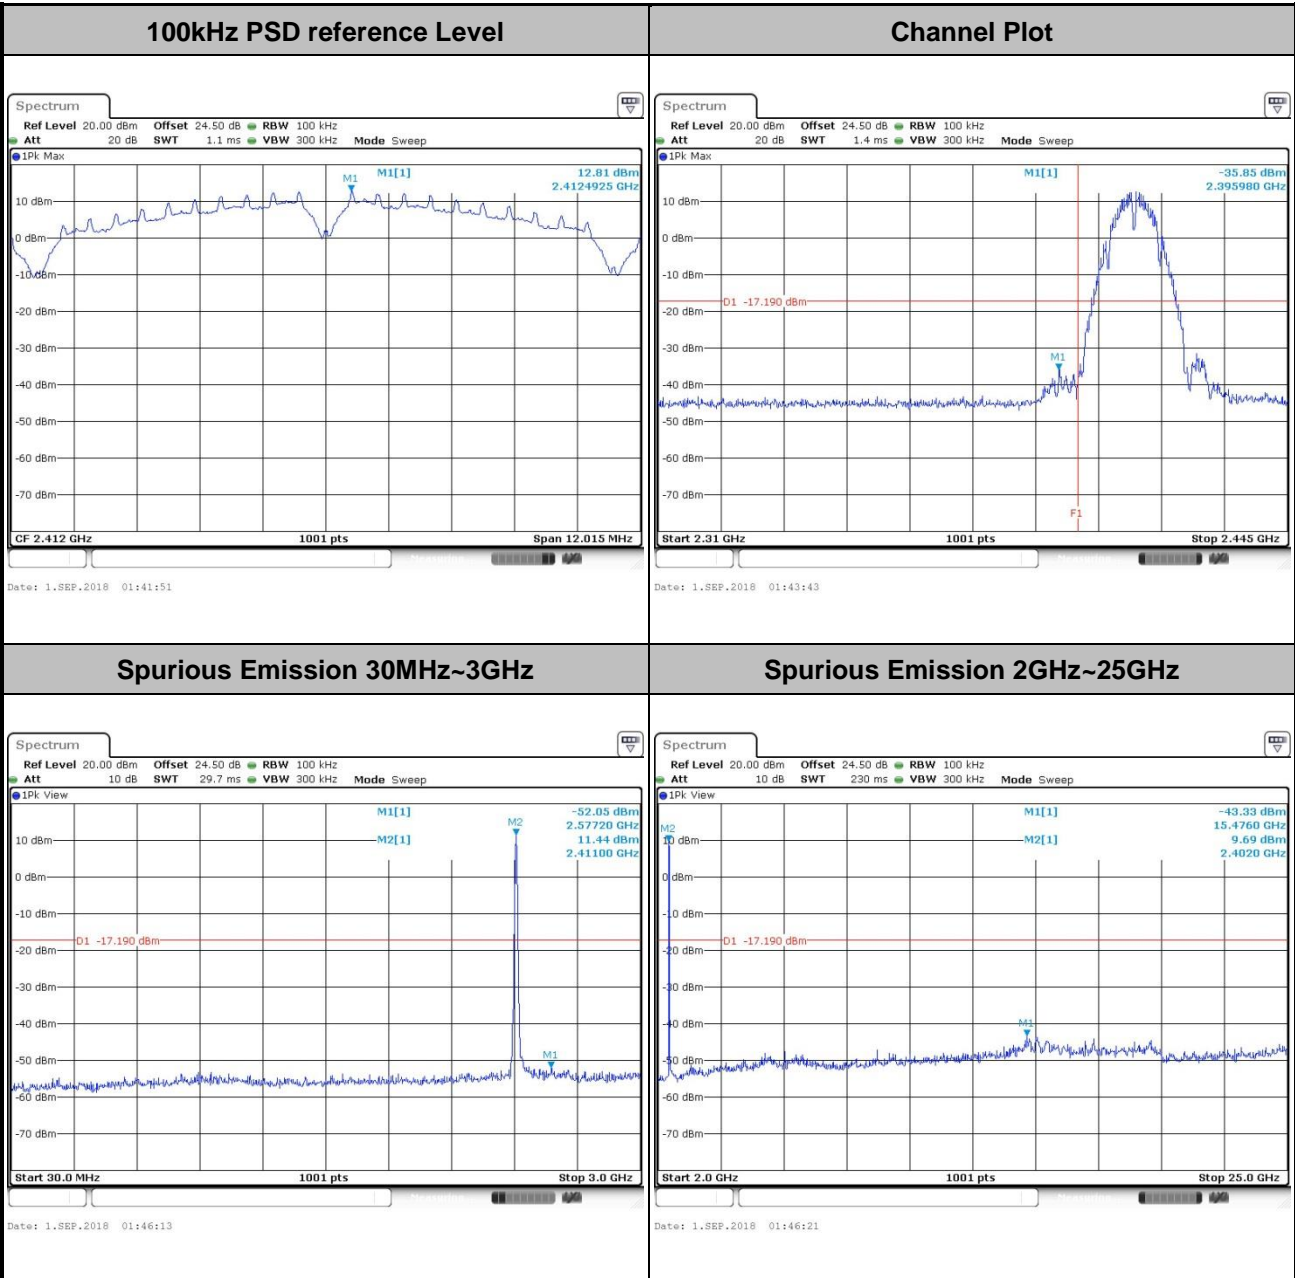 100kHz PSD reference Level
Spectrum
Ref Level 20.00 dBm Offset 24.50 dB RBW 100 kHz
Att 20 dB SWT 1.1 ms VBW 300 kHz Mode Sweep
1Pk Max
M1[1] 12.81 dBm
2.4124925 GHz
M1
10 dBm
0 dBm
-10 dBm
-20 dBm
-30 dBm
-40 dBm
-50 dBm
-60 dBm
-70 dBm
CF 2.412 GHz 1001 pts Span 12.015 MHz
Date: 1.SEP.2018 01:41:51
Channel Plot
Spectrum
Ref Level 20.00 dBm Offset 24.50 dB RBW 100 kHz
Att 20 dB SWT 1.4 ms VBW 300 kHz Mode Sweep
1Pk Max
M1[1] -35.85 dBm
2.395980 GHz
10 dBm
0 dBm
-10 dBm
D1 -17.190 dBm
-20 dBm
-30 dBm
M1
-40 dBm
-50 dBm
-60 dBm
-70 dBm
F1
Start 2.31 GHz 1001 pts Stop 2.445 GHz
Date: 1.SEP.2018 01:43:43
Spurious Emission 30MHz~3GHz
Spectrum
Ref Level 20.00 dBm Offset 24.50 dB RBW 100 kHz
Att 10 dB SWT 29.7 ms VBW 300 kHz Mode Sweep
1Pk View
M1[1] -52.05 dBm
2.57720 GHz
M2
10 dBm M2[1] 11.44 dBm
2.41100 GHz
0 dBm
-10 dBm
D1 -17.190 dBm
-20 dBm
-30 dBm
-40 dBm
M1
-50 dBm
-60 dBm
-70 dBm
Start 30.0 MHz 1001 pts Stop 3.0 GHz
Date: 1.SEP.2018 01:46:13
Spurious Emission 2GHz~25GHz
Spectrum
Ref Level 20.00 dBm Offset 24.50 dB RBW 100 kHz
Att 10 dB SWT 230 ms VBW 300 kHz Mode Sweep
1Pk View
M1[1] -43.33 dBm
15.4760 GHz
M2
10 dBm M2[1] 9.69 dBm
2.4020 GHz
0 dBm
-10 dBm
D1 -17.190 dBm
-20 dBm
-30 dBm
-40 dBm
M1
-50 dBm
-60 dBm
-70 dBm
Start 2.0 GHz 1001 pts Stop 25.0 GHz
Date: 1.SEP.2018 01:46:21